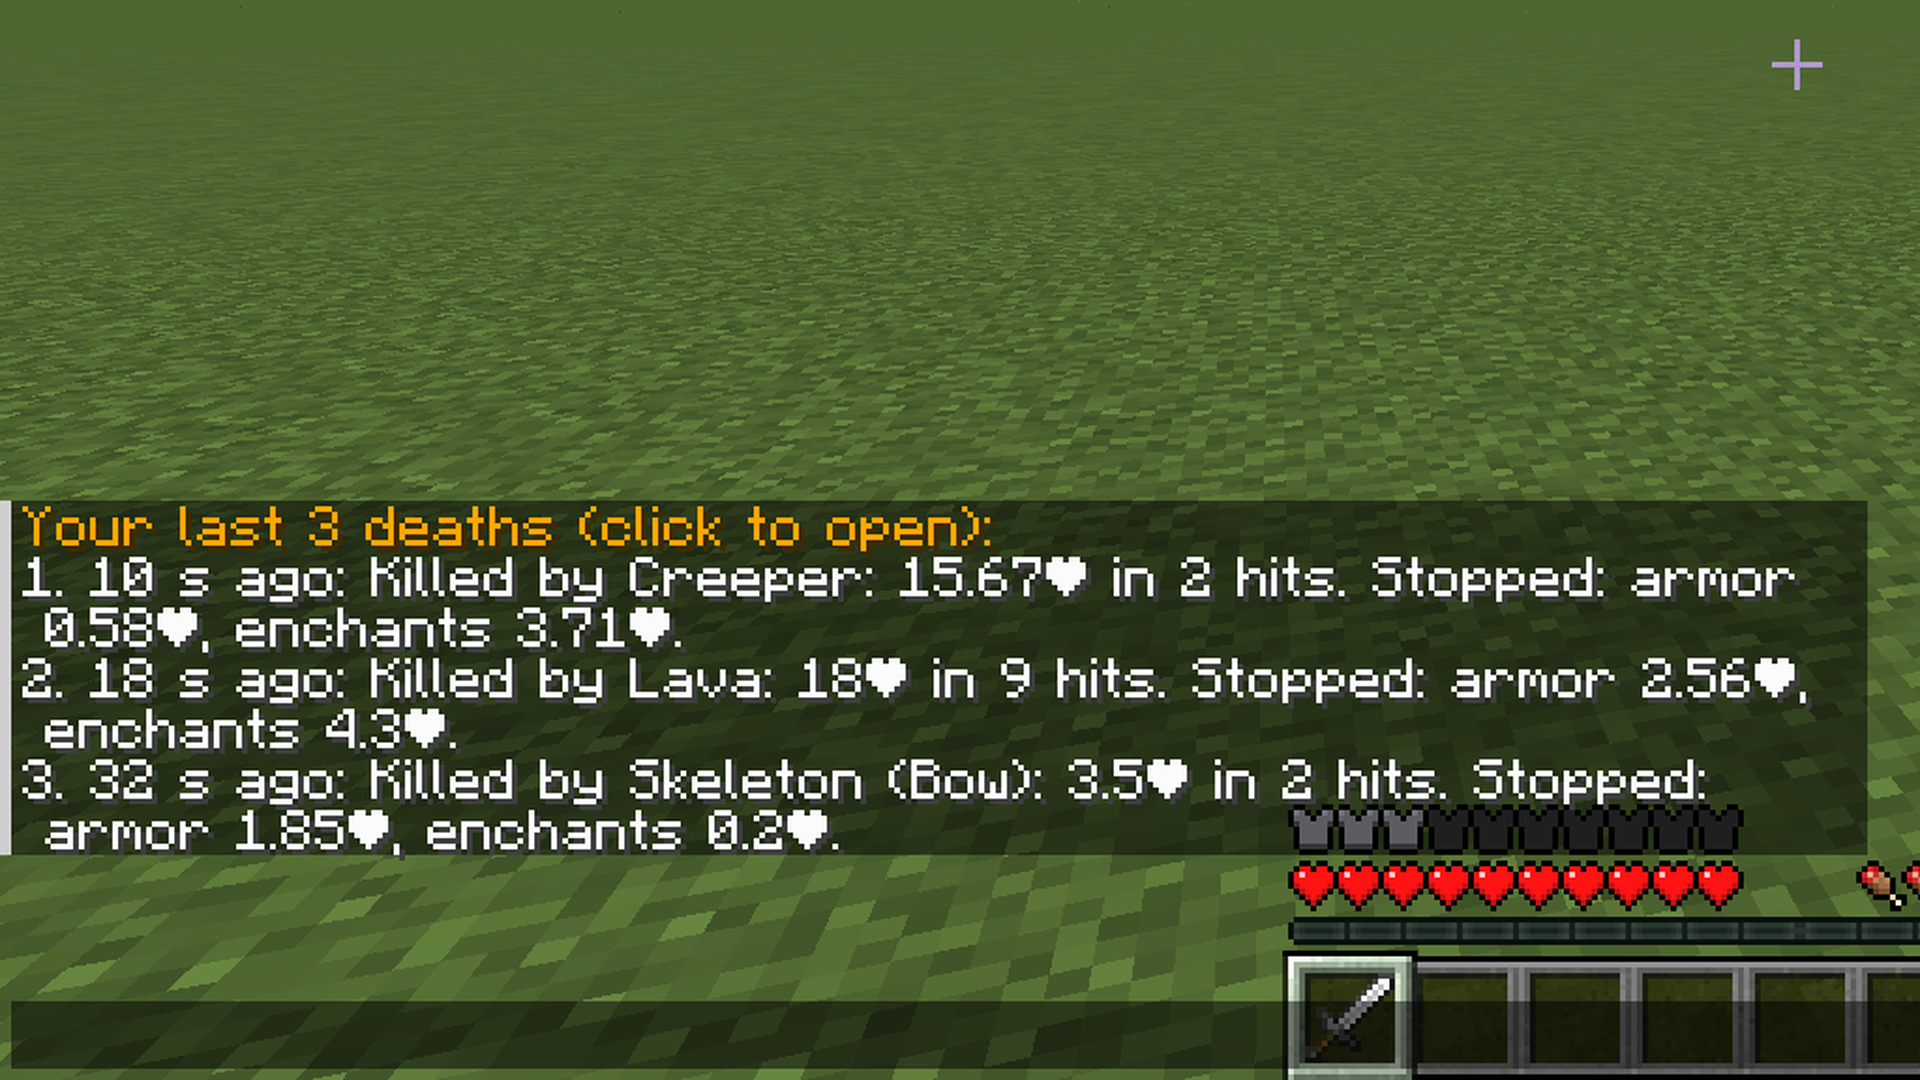 Your last 3 deaths (click to open):
1. 10 s ago: Killed by Creeper: 15.67♥ in 2 hits. Stopped: armor
0.58♥, enchants 3.71♥.
2. 18 s ago: Killed by Lava: 18♥ in 9 hits. Stopped: armor 2.56♥,
enchants 4.3♥.
3. 32 s ago: Killed by Skeleton (Bow): 3.5♥ in 2 hits. Stopped:
armor 1.85♥, enchants 0.2♥.